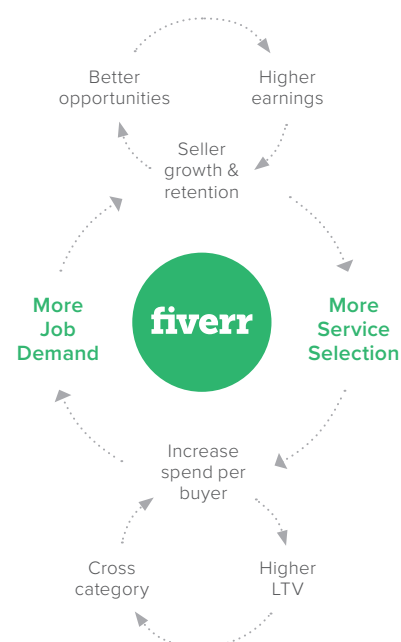 Better
opportunities
Higher
earnings
Seller
growth &
retention
More
Job
Demand
fiverr
More
Service
Selection
Increase
spend per
buyer
Cross
category
Higher
LTV